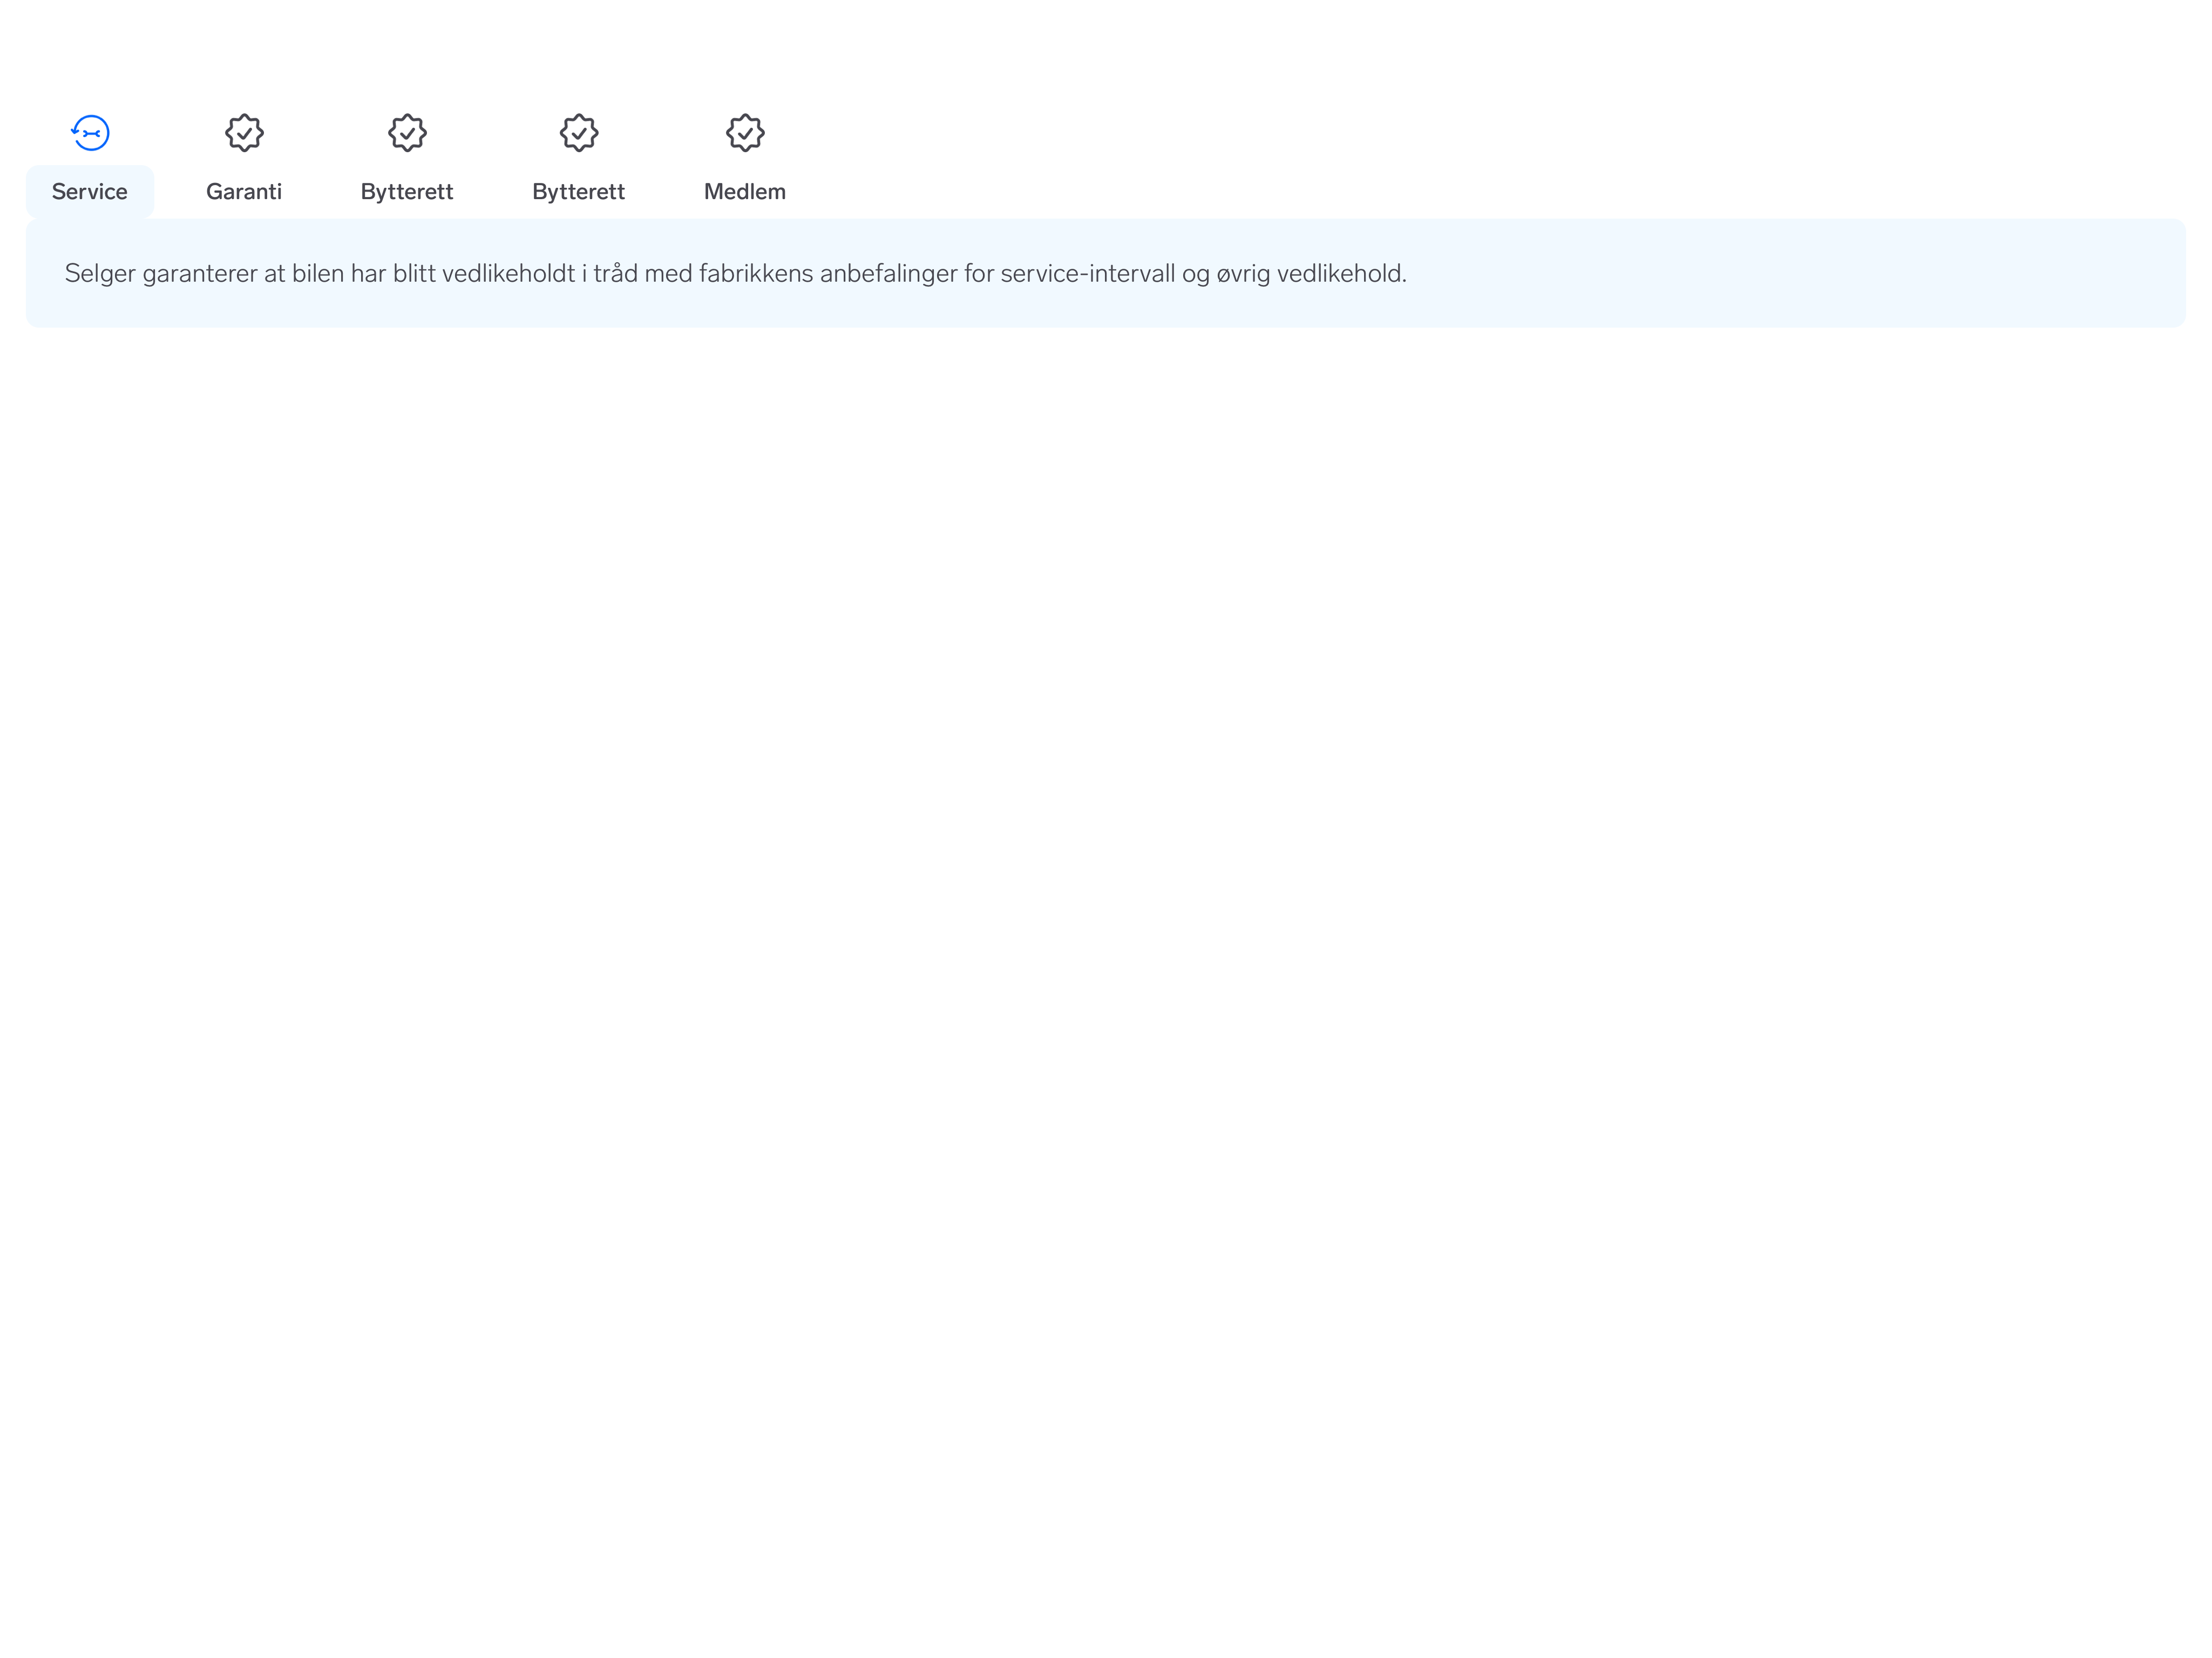 Service Garanti Bytterett Bytterett Medlem
Selger garanterer at bilen har blitt vedlikeholdt i tråd med fabrikkens anbefalinger for service-intervall og øvrig vedlikehold.